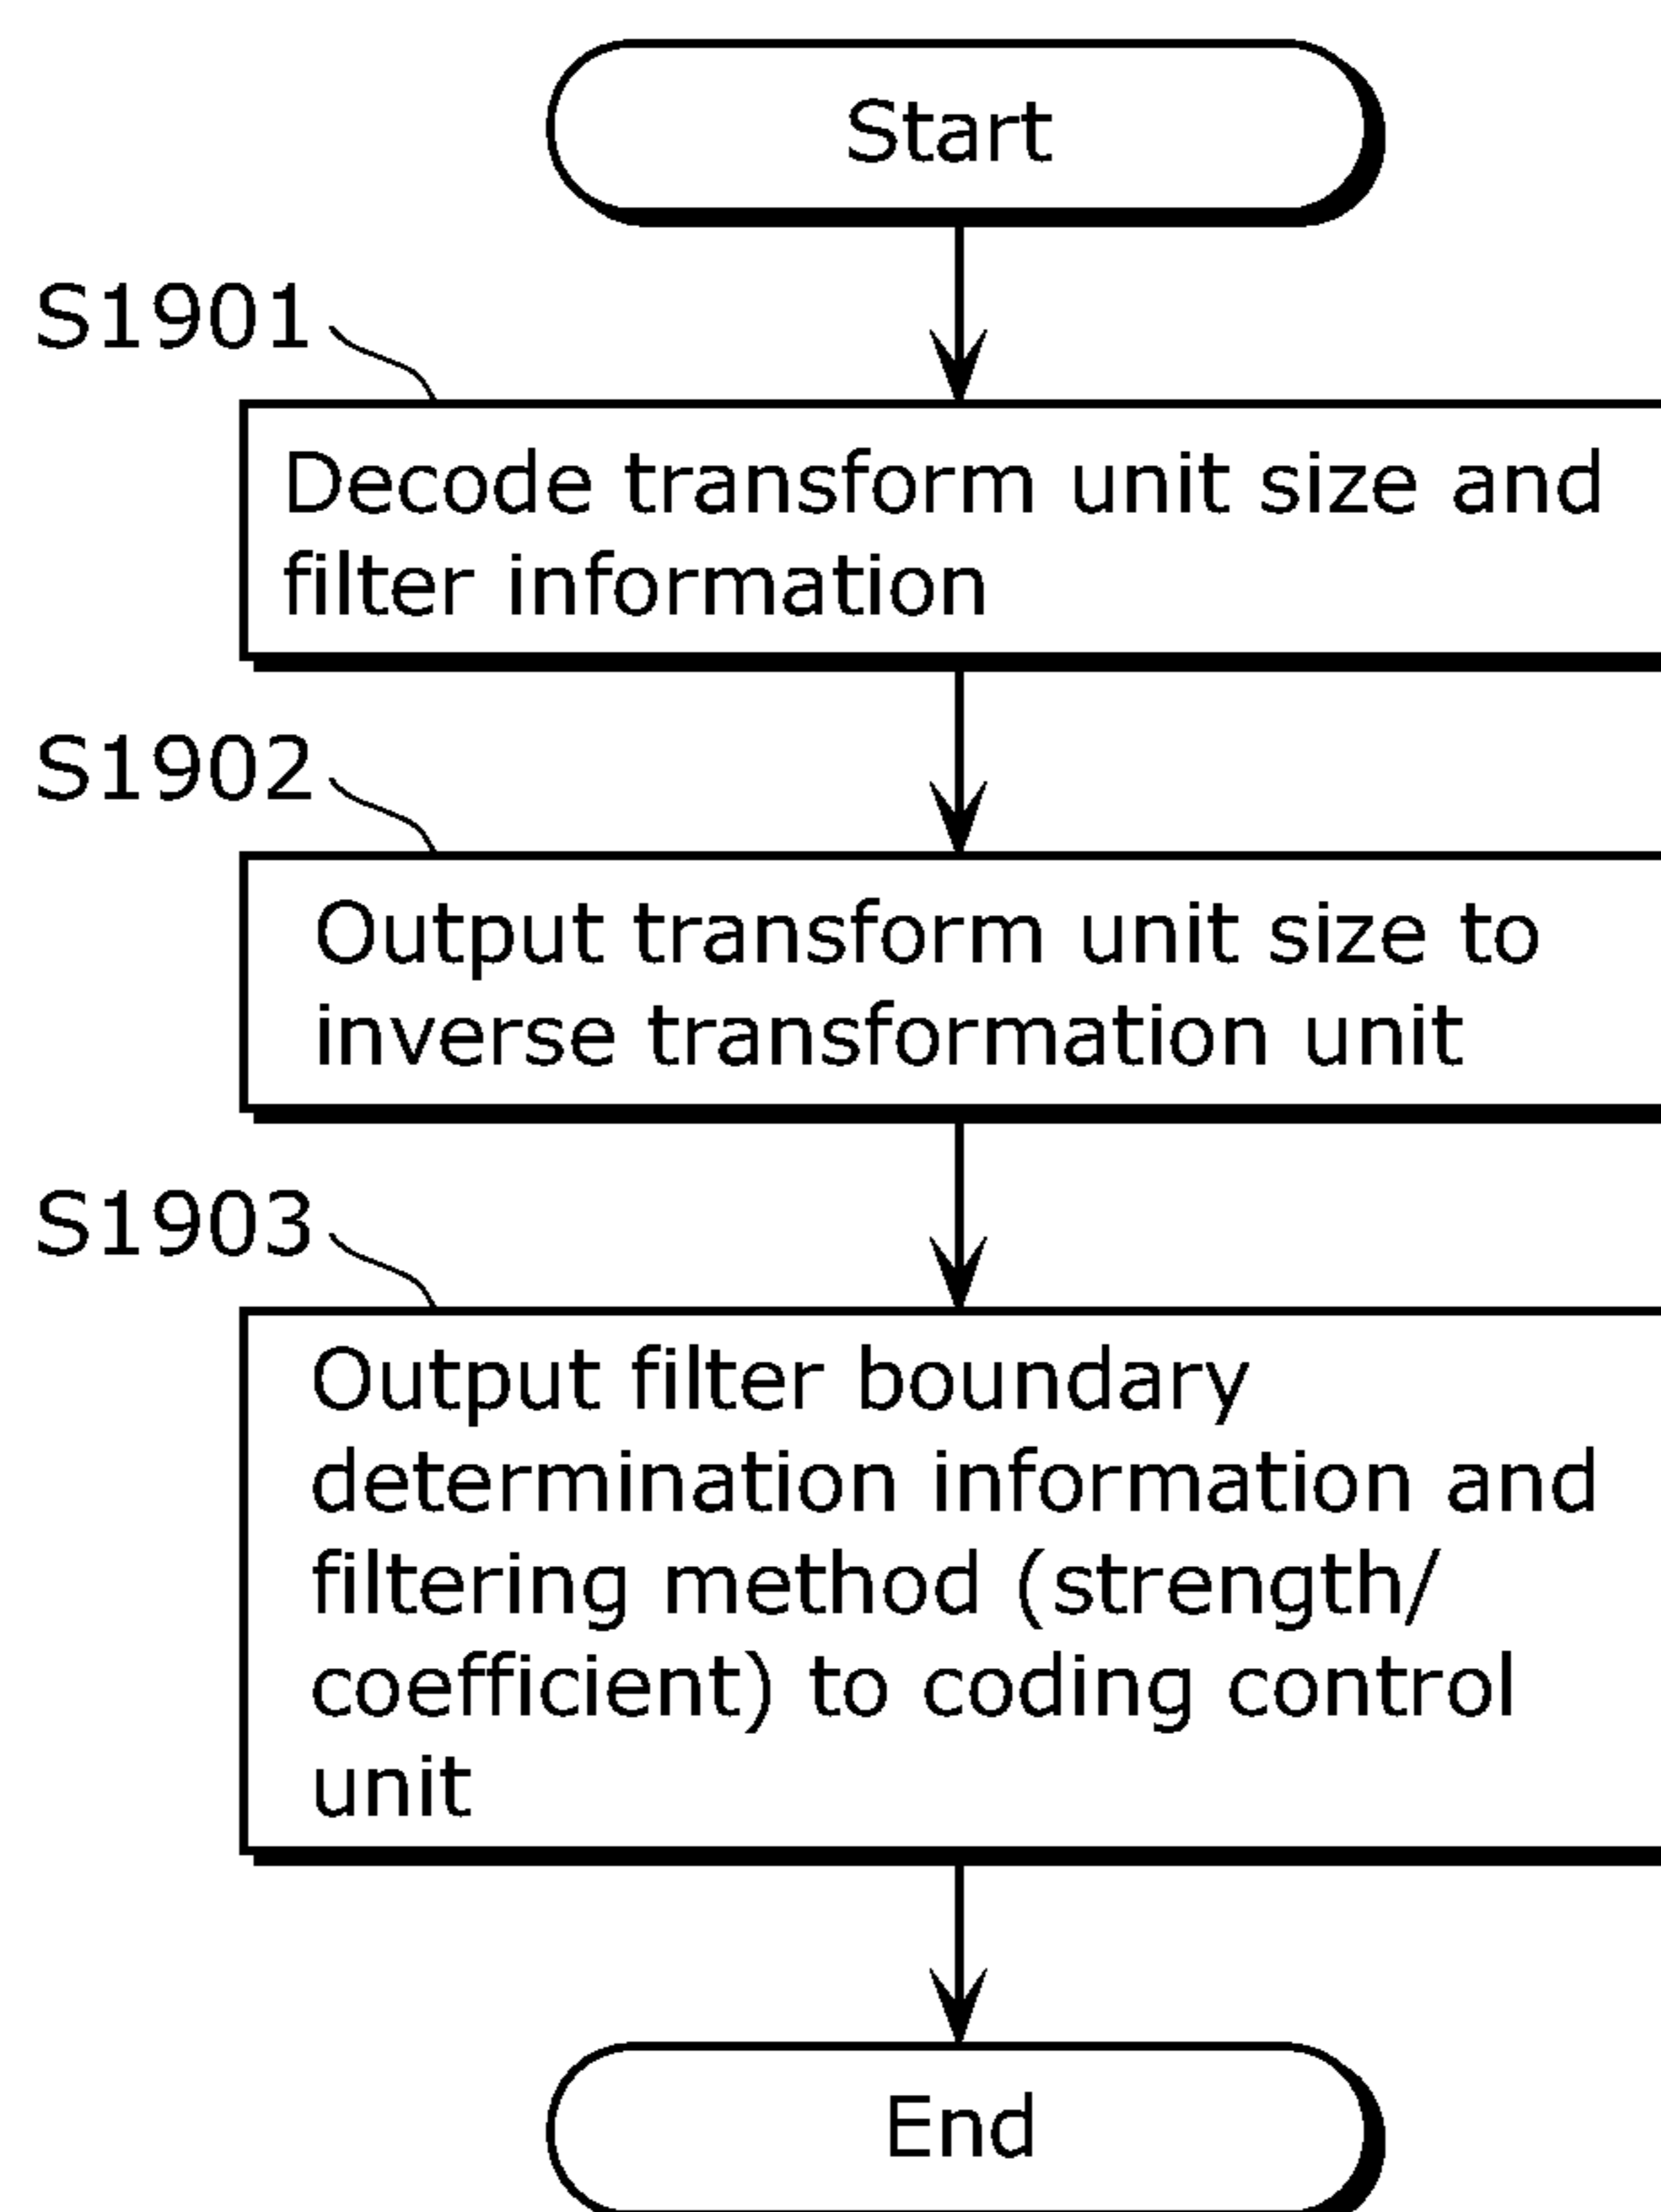 Start
S1901
Decode transform unit size and
filter information
S1902
Output transform unit size to
inverse transformation unit
S1903
Output filter boundary
determination information and
filtering method (strength/
coefficient) to coding control
unit
End